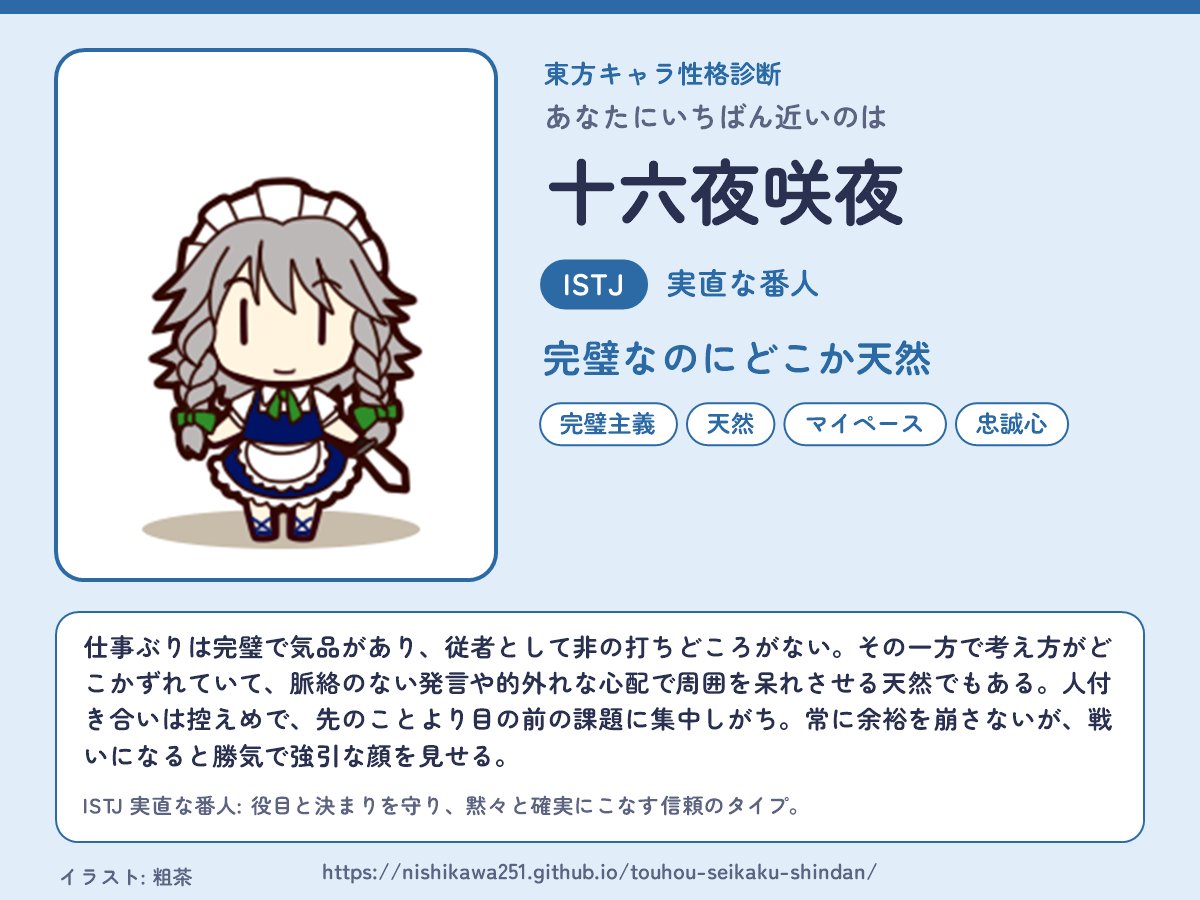 東方キャラ性格診断
あなたにいちばん近いのは
十六夜咲夜
ISTJ 実直な番人
完璧なのにどこか天然
完璧主義 天然 マイペース 忠誠心
仕事ぶりは完璧で気品があり、従者として非の打ちどころがない。その一方で考え方がど
こかずれていて、脈絡のない発言や的外れな心配で周囲を呆れさせる天然でもある。人付
き合いは控えめで、先のことより目の前の課題に集中しがち。常に余裕を崩さないが、戦
いになると勝気で強引な顔を見せる。
ISTJ 実直な番人: 役目と決まりを守り、黙々と確実にこなす信頼のタイプ。
イラスト: 粗茶 https://nishikawa251.github.io/touhou-seikaku-shindan/